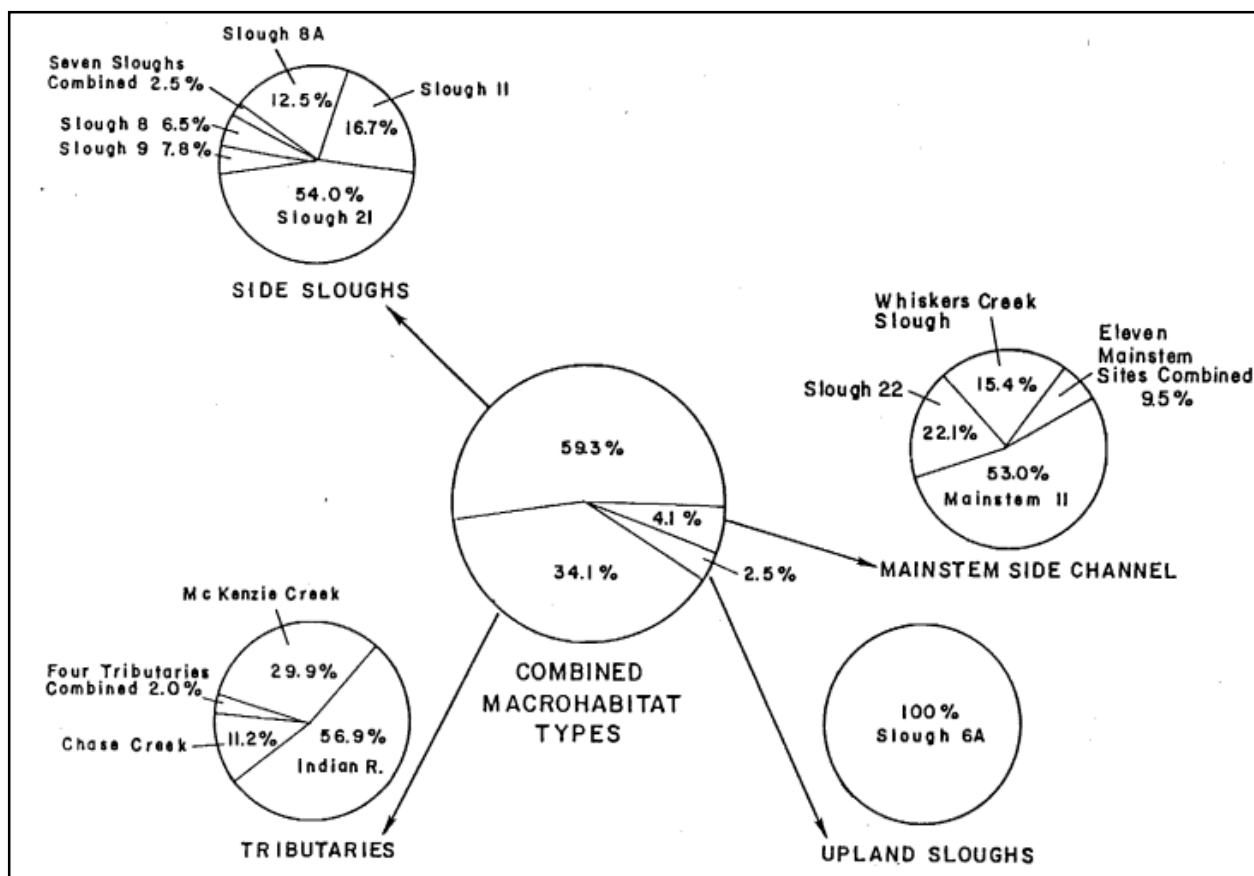 Slough 8A
Seven Sloughs
Combined 2.5%
12.5%
Slough 11
16.7%
Slough 8 6.5%
Slough 9 7.8%
54.0%
Slough 21
SIDE SLOUGHS
Whiskers Creek
Slough
Eleven
Mainstem
Sites Combined
9.5%
15.4%
Slough 22
22.1%
53.0%
Mainstem 11
MAINSTEM SIDE CHANNEL
59.3%
4.1%
2.5%
34.1%
COMBINED
MACROHABITAT
TYPES
Mc Kenzie Creek
29.9%
Four Tributaries
Combined 2.0%
Chase Creek
11.2%
56.9%
Indian R.
TRIBUTARIES
100%
Slough 6A
UPLAND SLOUGHS